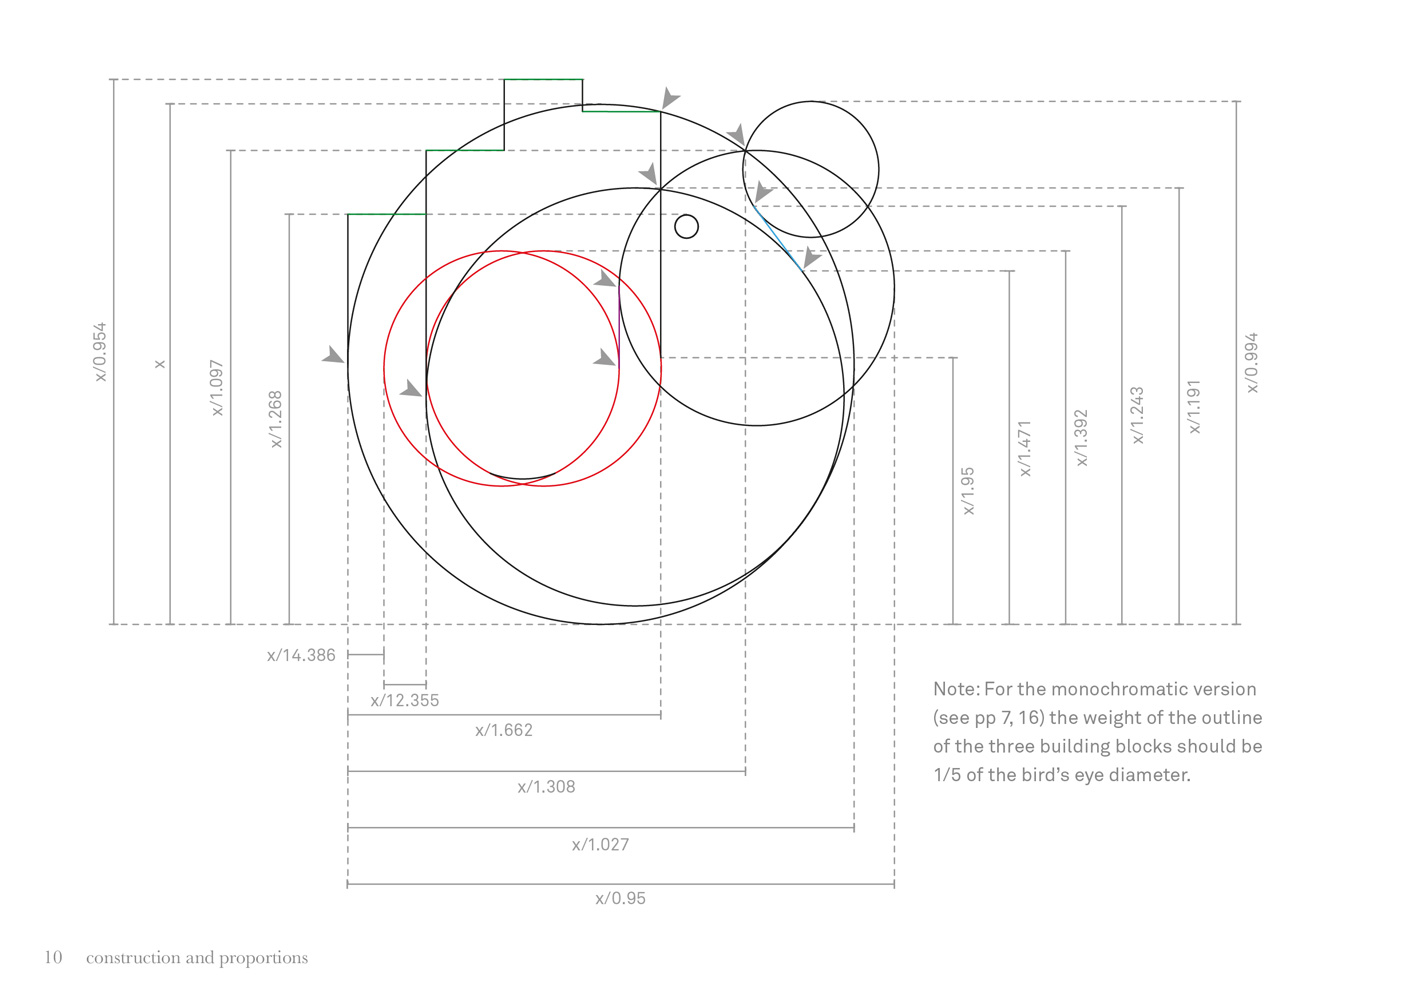 x/0.954
x
x/1.097
x/1.268
x/1.95
x/1.471
x/1.392
x/1.243
x/1.191
x/0.994
x/14.386
x/12.355
x/1.662
x/1.308
x/1.027
x/0.95
Note: For the monochromatic version
(see pp 7, 16) the weight of the outline
of the three building blocks should be
1/5 of the bird’s eye diameter.
10 construction and proportions